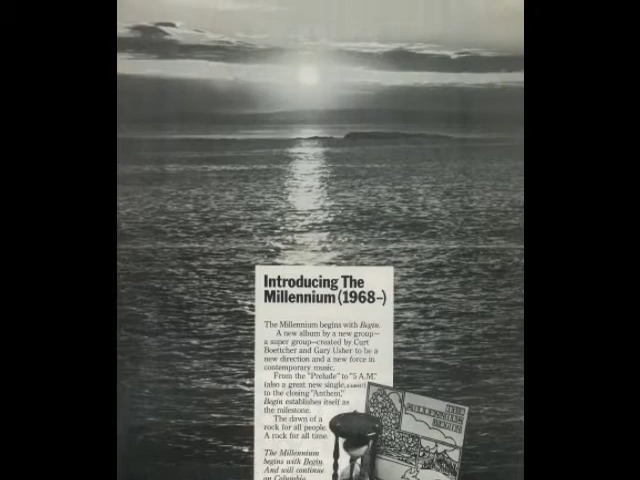 Introducing The
Millennium (1968–)
The Millennium begins with Begin.
A new album by a new group—
a super group—created by Curt
Boettcher and Gary Usher to be a
new direction and a new force in
contemporary music.
From the "Prelude" to "5 A.M."
(also a great new single,
to the closing "Anthem,"
Begin establishes itself as
the milestone.
The dawn of a
rock for all people.
A rock for all time.
The Millennium
begins with Begin.
And will continue
on Columbia
THE
MILLENNIUM
BEGIN